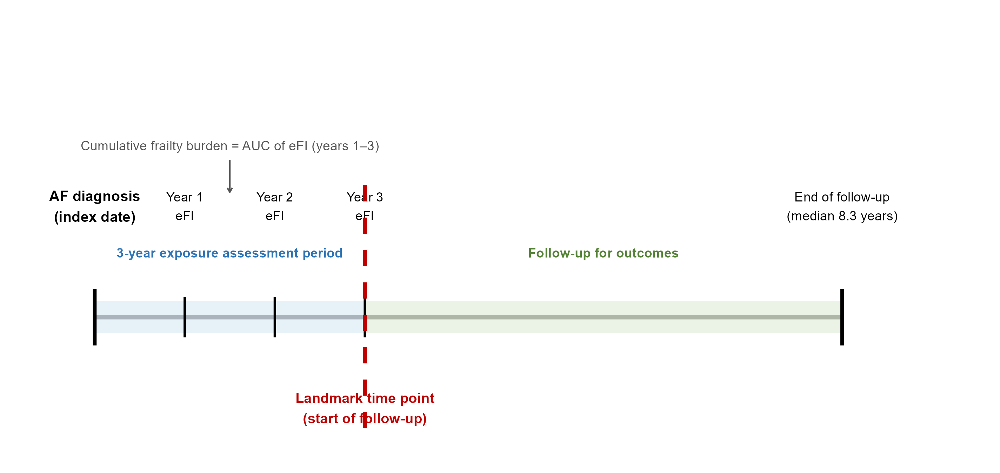 Cumulative frailty burden = AUC of eFI (years 1–3)
AF diagnosis
(index date)
Year 1
eFI
Year 2
eFI
Year 3
eFI
End of follow-up
(median 8.3 years)
3-year exposure assessment period
Follow-up for outcomes
Landmark time point
(start of follow-up)